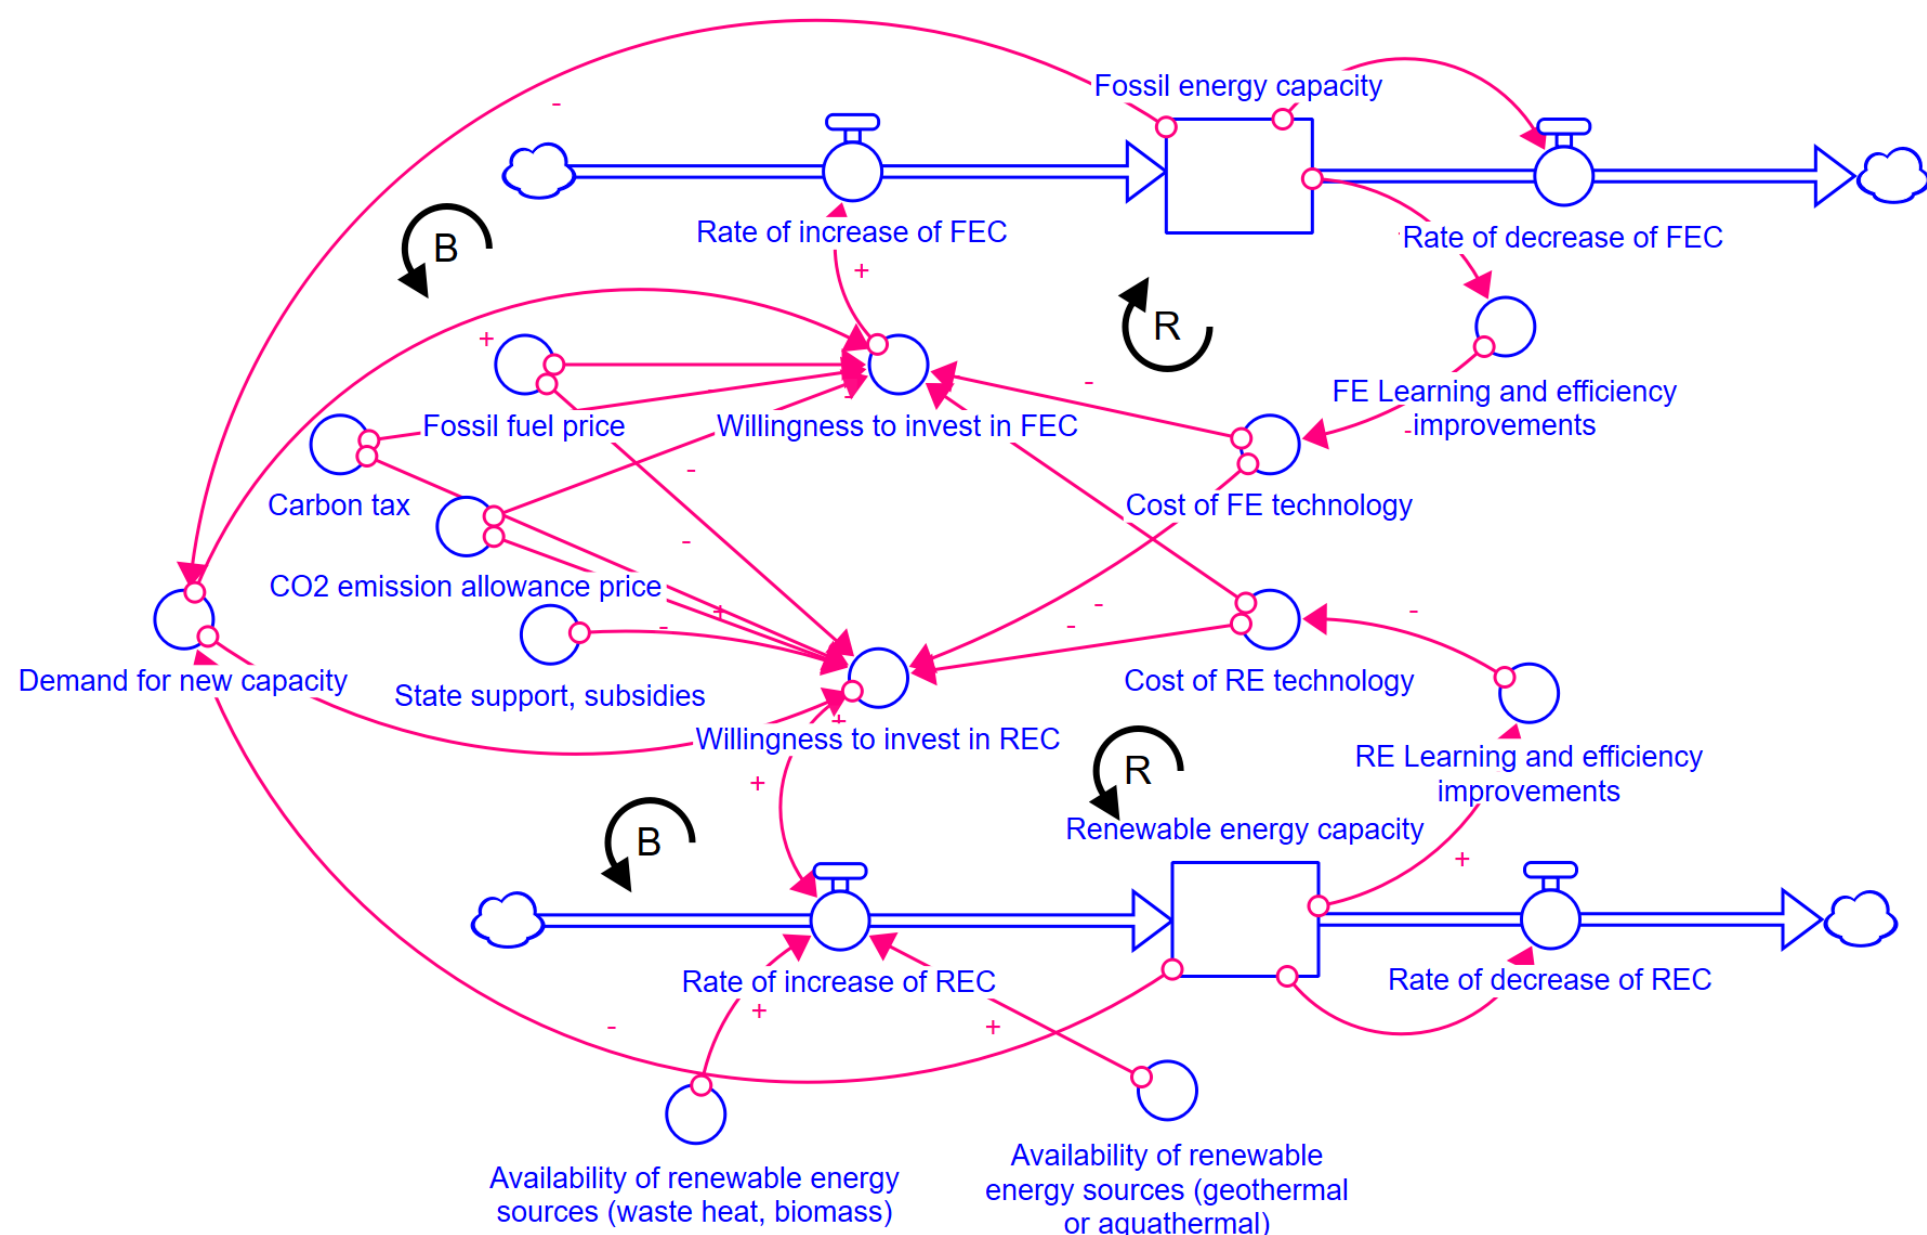 Fossil energy capacity
-
Rate of increase of FEC
Rate of decrease of FEC
B
+
R
+
-
-
-
FE Learning and efficiency
improvements
-
Fossil fuel price
Willingness to invest in FEC
-
Carbon tax
Cost of FE technology
-
CO2 emission allowance price
+
-
-
-
-
Demand for new capacity
State support, subsidies
Cost of RE technology
+
Willingness to invest in REC
RE Learning and efficiency
improvements
+
R
Renewable energy capacity
B
+
Rate of increase of REC
Rate of decrease of REC
+
-
+
Availability of renewable energy
sources (waste heat, biomass)
Availability of renewable
energy sources (geothermal
or aquathermal)